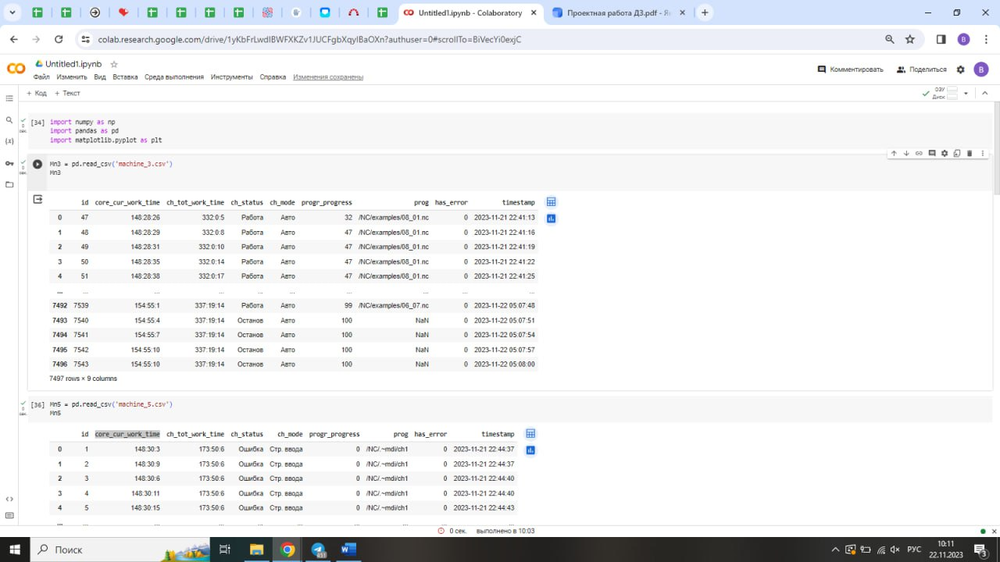 Untitled1.ipynb - Colaboratory
Проектная работа Д3.pdf - Ян
colab.research.google.com/drive/1yKbFrLwdlBWFXKZv1JUCFgbXqyIBaOXn?authuser=0#scrollTo=BiVecYi0exjC
B
CO
Untitled1.ipynb
Комментировать
Поделиться
B
Файл Изменить Вид Вставка Среда выполнения Инструменты Справка Изменения сохранены
+ Код + Текст
ОЗУ
Диск
[34] import numpy as np
0
сек.
import pandas as pd
import matplotlib.pyplot as plt
Mn3 = pd.read_csv('machine_3.csv')
0
сек.
Mn3
id core_cur_work_time ch_tot_work_time ch_status ch_mode progr_progress prog has_error timestamp
0 47 148:28:26 332:0:5 Работа Авто 32 /NC/examples/08_01.nc 0 2023-11-21 22:41:13
1 48 148:28:29 332:0:8 Работа Авто 47 /NC/examples/08_01.nc 0 2023-11-21 22:41:16
2 49 148:28:31 332:0:10 Работа Авто 47 /NC/examples/08_01.nc 0 2023-11-21 22:41:19
3 50 148:28:35 332:0:14 Работа Авто 47 /NC/examples/08_01.nc 0 2023-11-21 22:41:22
4 51 148:28:38 332:0:17 Работа Авто 47 /NC/examples/08_01.nc 0 2023-11-21 22:41:25
... ... ... ... ... ... ... ... ... ...
7492 7539 154:55:1 337:19:14 Работа Авто 99 /NC/examples/06_07.nc 0 2023-11-22 05:07:48
7493 7540 154:55:4 337:19:14 Останов Авто 100 NaN 0 2023-11-22 05:07:51
7494 7541 154:55:7 337:19:14 Останов Авто 100 NaN 0 2023-11-22 05:07:54
7495 7542 154:55:10 337:19:14 Останов Авто 100 NaN 0 2023-11-22 05:07:57
7496 7543 154:55:10 337:19:14 Останов Авто 100 NaN 0 2023-11-22 05:08:00
7497 rows × 9 columns
[36] Mn5 = pd.read_csv('machine_5.csv')
0
сек.
Mn5
id core_cur_work_time ch_tot_work_time ch_status ch_mode progr_progress prog has_error timestamp
0 1 148:30:3 173:50:6 Ошибка Стр. ввода 0 /NC/.~mdi/ch1 0 2023-11-21 22:44:37
1 2 148:30:9 173:50:6 Ошибка Стр. ввода 0 /NC/.~mdi/ch1 0 2023-11-21 22:44:37
2 3 148:30:6 173:50:6 Ошибка Стр. ввода 0 /NC/.~mdi/ch1 0 2023-11-21 22:44:40
3 4 148:30:11 173:50:6 Ошибка Стр. ввода 0 /NC/.~mdi/ch1 0 2023-11-21 22:44:40
4 5 148:30:15 173:50:6 Ошибка Стр. ввода 0 /NC/.~mdi/ch1 0 2023-11-21 22:44:43
... ... ... ... ... ... ... ... ... ...
0 сек. выполнено в 10:03
Поиск
451
W
РУС
10:11
22.11.2023
3